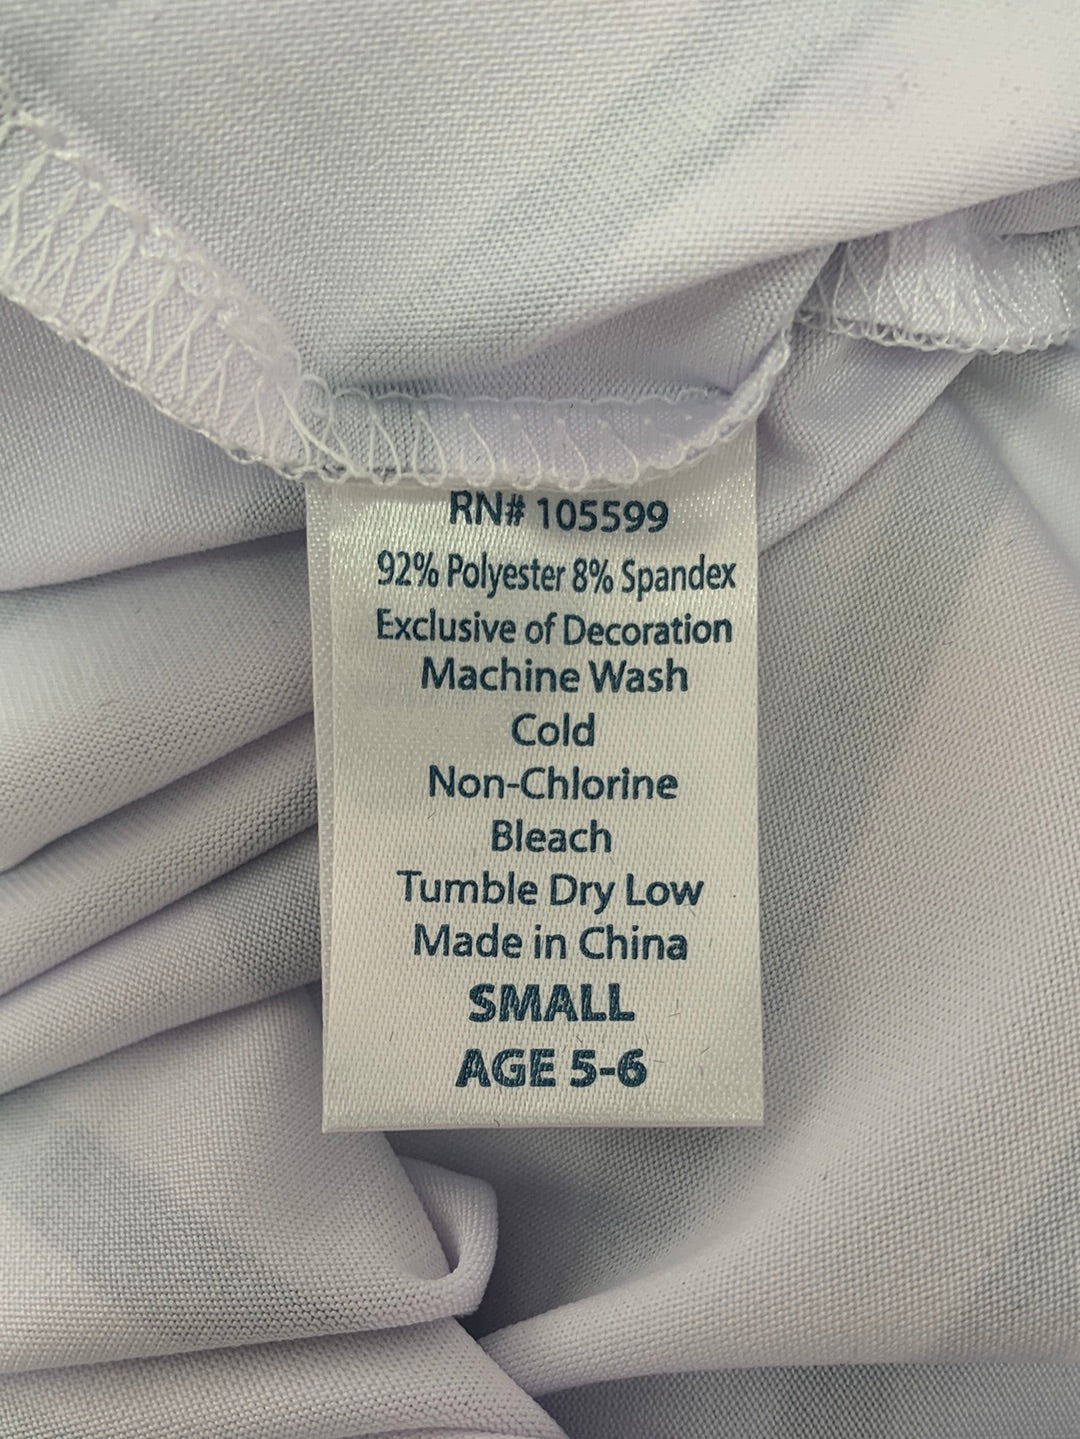 RN# 105599
92% Polyester 8% Spandex
Exclusive of Decoration
Machine Wash
Cold
Non-Chlorine
Bleach
Tumble Dry Low
Made in China
SMALL
AGE 5-6